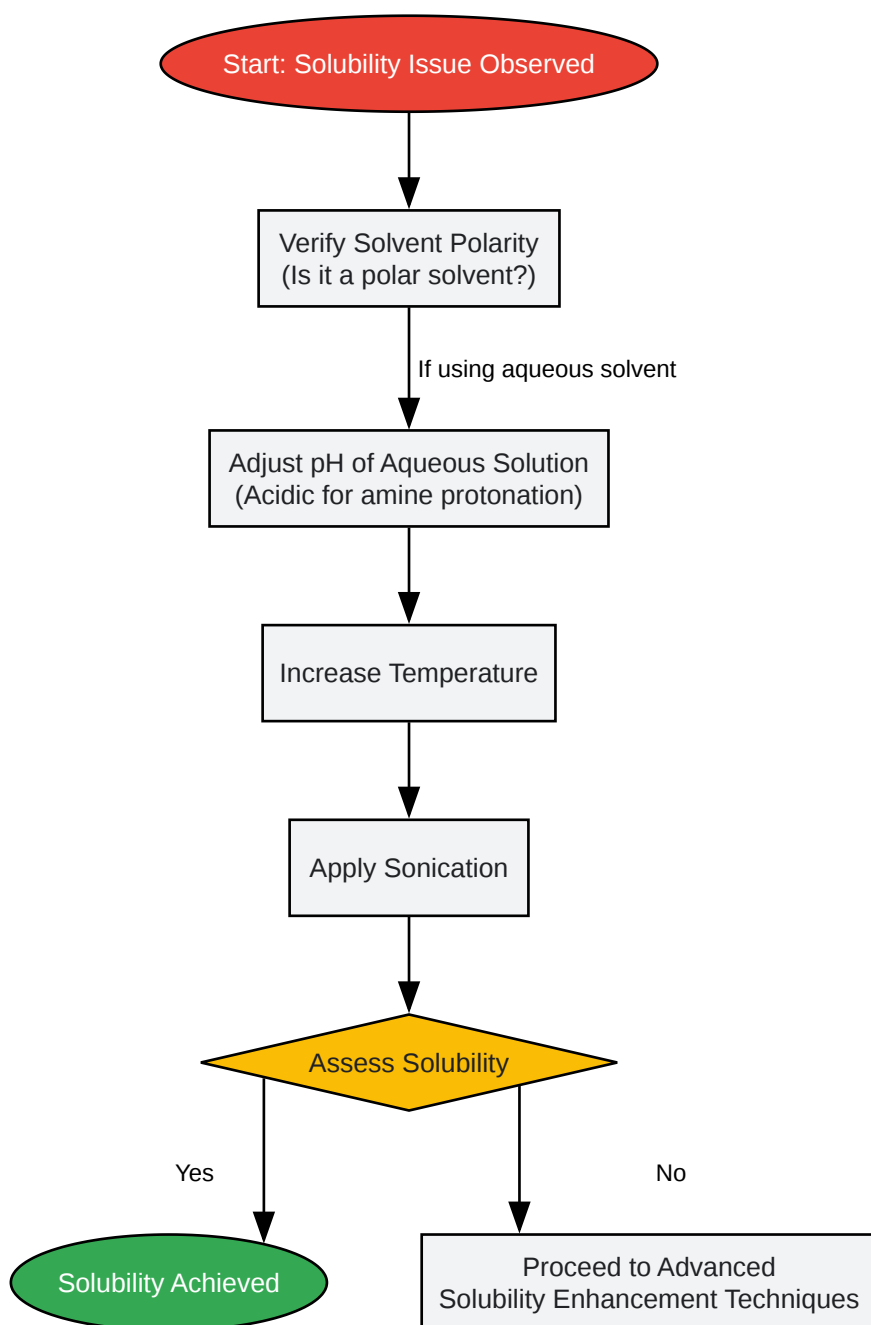 Start: Solubility Issue Observed
Verify Solvent Polarity
(Is it a polar solvent?)
If using aqueous solvent
Adjust pH of Aqueous Solution
(Acidic for amine protonation)
Increase Temperature
Apply Sonication
Assess Solubility
Yes
No
Solubility Achieved
Proceed to Advanced
Solubility Enhancement Techniques